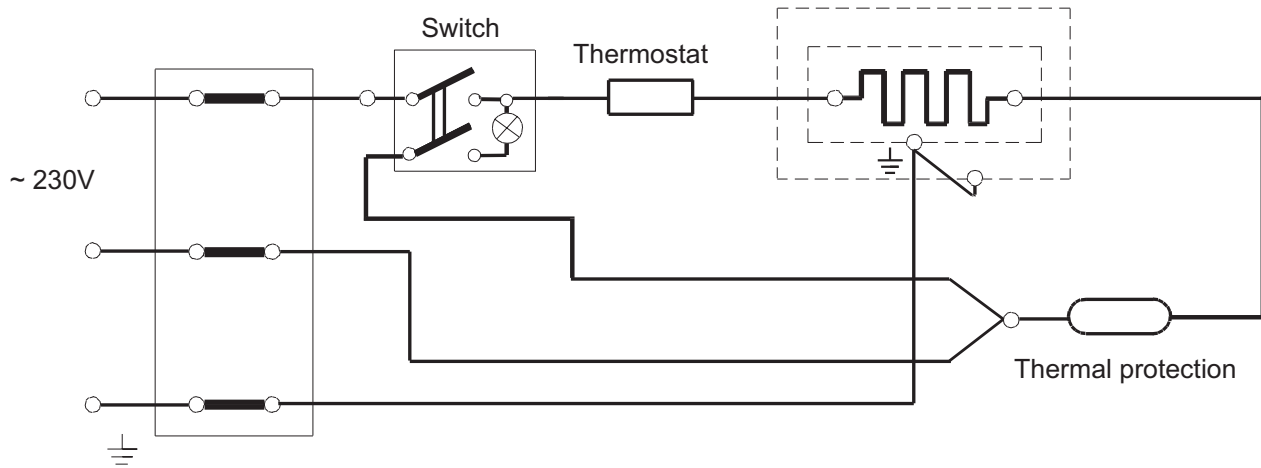 Switch
Thermostat
~ 230V
Thermal protection